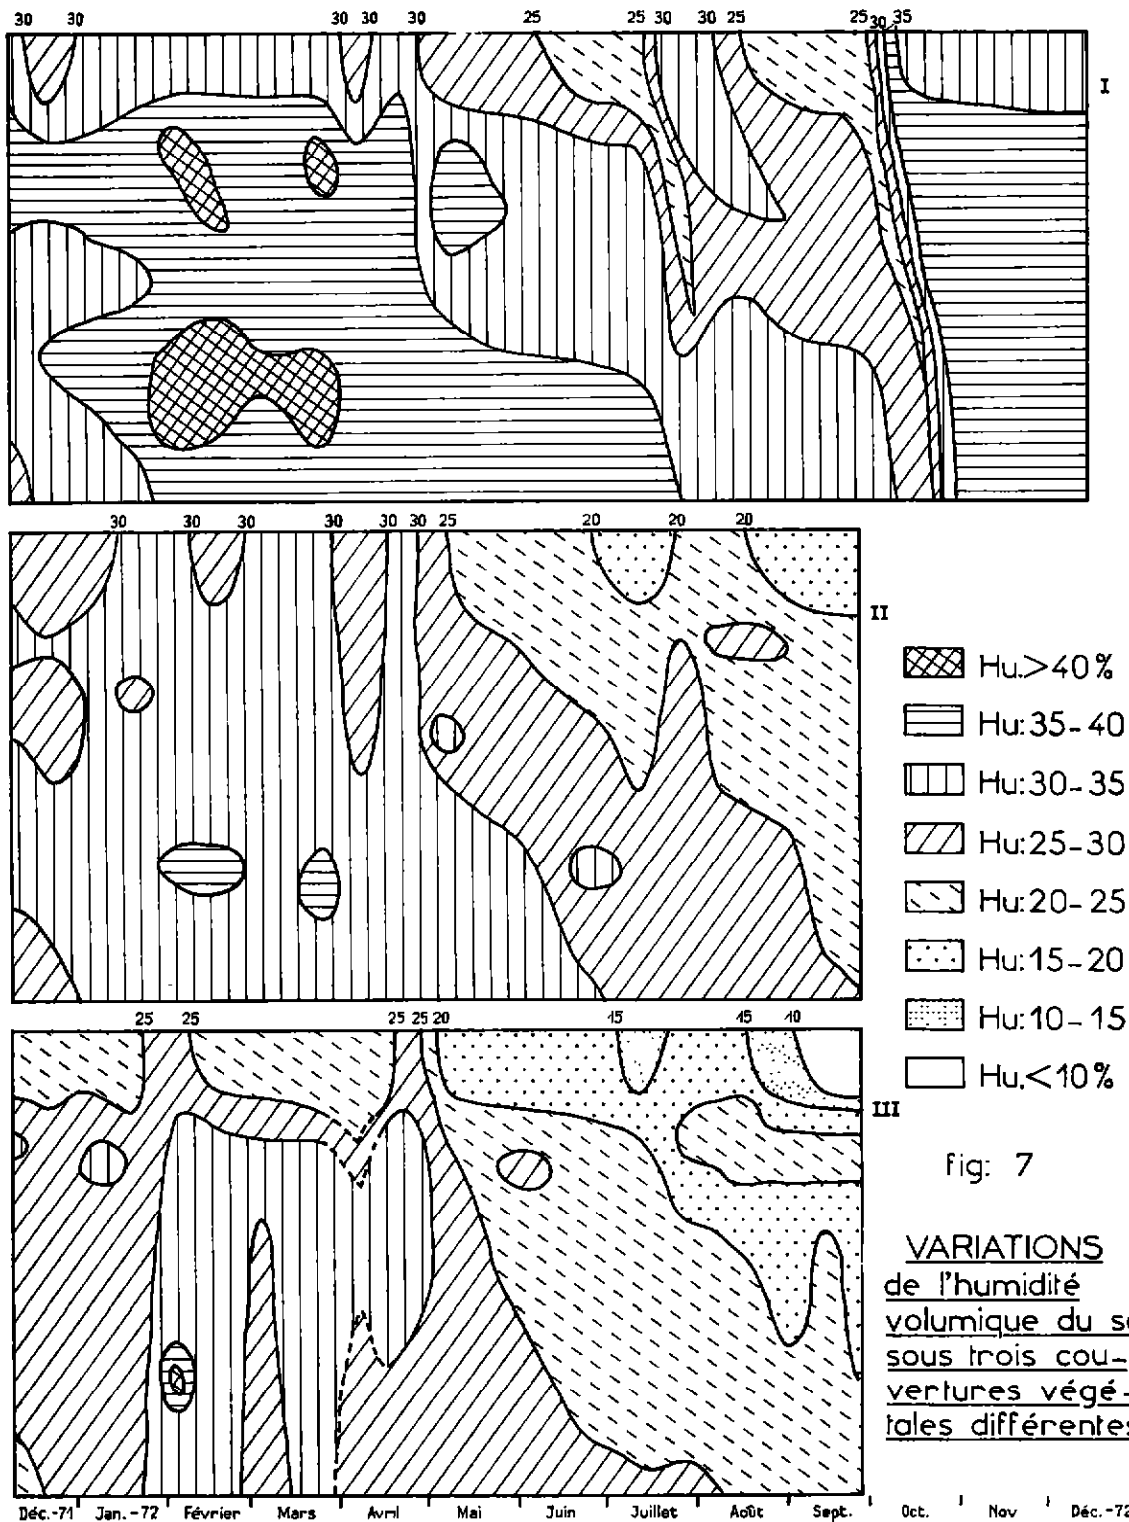 30 30 30 30 30 25 25 30 30 25 25 30 35
I
30 30 30 30 30 30 25 20 20 20
II
Hu.>40%
Hu:35-40
Hu:30-35
Hu:25-30
Hu:20-25
Hu:15-20
Hu:10-15
Hu.<10%
25 25 25 25 20 15 15 10
III
fig: 7
VARIATIONS
de l'humidité
volumique du so
sous trois cou-
vertures végé-
tales différentes
Déc.-71 Jan.-72 Février Mars Avril Mai Juin Juillet Août Sept. Oct. Nov Déc.-72